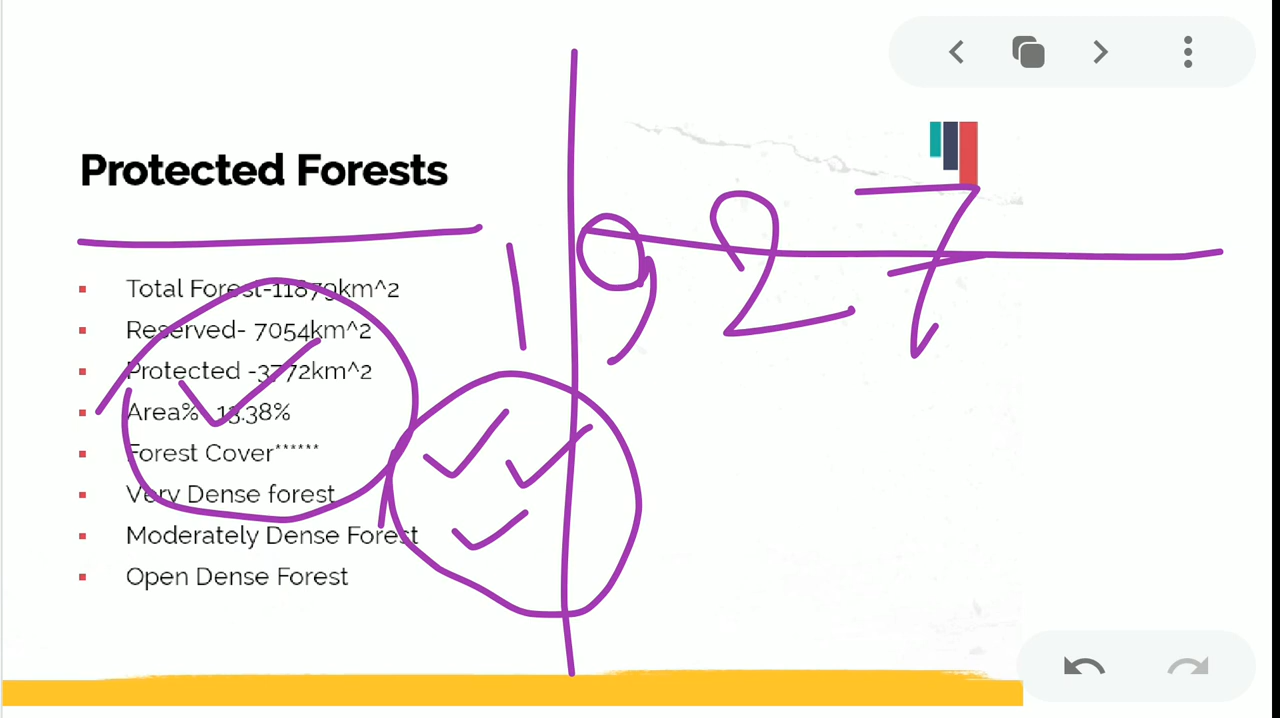 Protected Forests
Total Forest-11879km^2
Reserved- 7054km^2
Protected -3772km^2
Area% -13.38%
Forest Cover******
Very Dense forest
Moderately Dense Forest
Open Dense Forest
1927